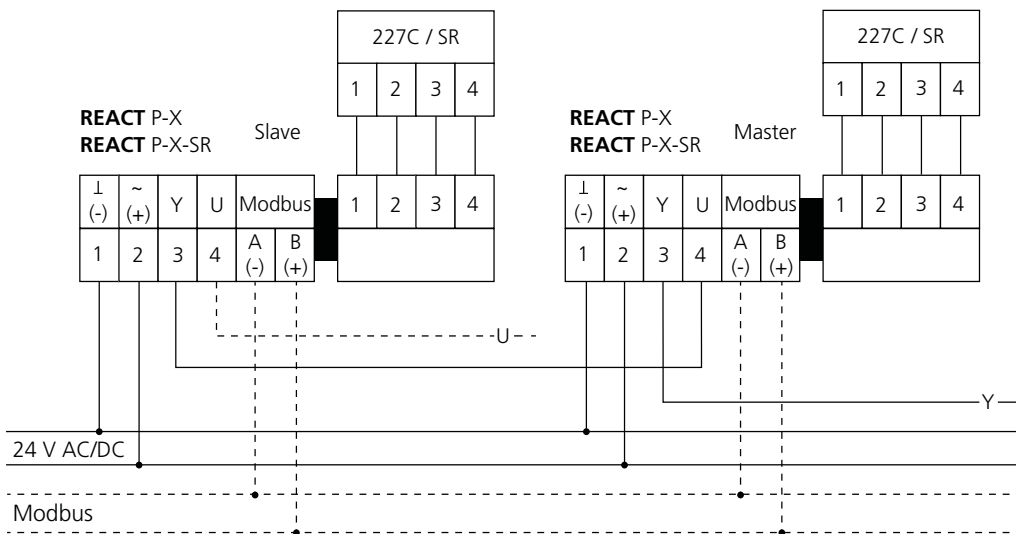 227C / SR
1 2 3 4
REACT P-X
REACT P-X-SR
Slave
⊥ (-) ~ (+) Y U Modbus
1 2 3 4 A (-) B (+)
1 2 3 4
227C / SR
1 2 3 4
REACT P-X
REACT P-X-SR
Master
⊥ (-) ~ (+) Y U Modbus
1 2 3 4 A (-) B (+)
1 2 3 4
U
Y
24 V AC/DC
Modbus